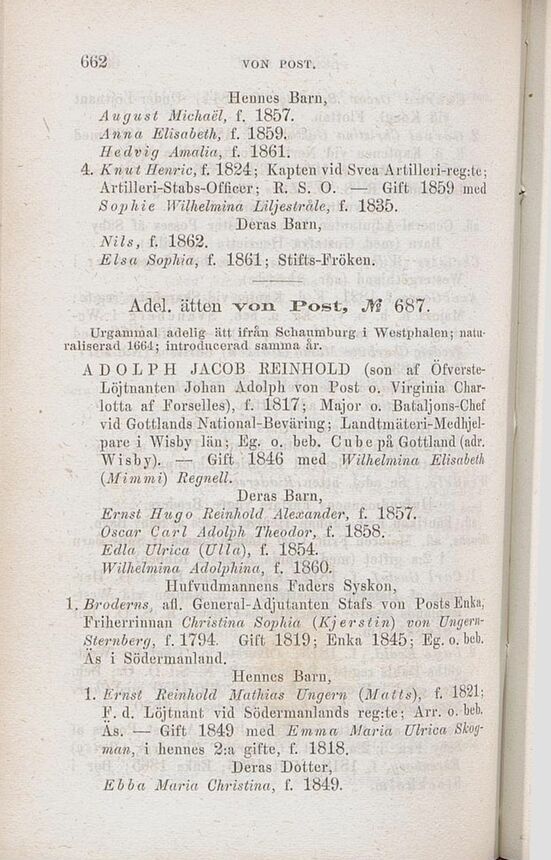 662
VON POST.
Hennes Barn,
August Michaël, f. 1857.
Anna Elisabeth, f. 1859.
Hedvig Amalia, f. 1861.
4. Knut Henric, f. 1824; Kapten vid Svea Artilleri-reg:te;
Artilleri-Stabs-Officer; R. S. O. — Gift 1859 med
Sophie Wilhelmina Liljestråle, f. 1835.
Deras Barn,
Nils, f. 1862.
Elsa Sophia, f. 1861; Stifts-Fröken.
Adel. ätten von Post, № 687.
Urgammal adelig ätt ifrån Schaumburg i Westphalen; natu-
raliserad 1664; introducerad samma år.
ADOLPH JACOB REINHOLD (son af Öfverste-
Löjtnanten Johan Adolph von Post o. Virginia Char-
lotta af Forselles), f. 1817; Major o. Bataljons-Chef
vid Gottlands National-Beväring; Landtmäteri-Medhjel-
pare i Wisby län; Eg. o. beb. Cube på Gottland (adr.
Wisby). — Gift 1846 med Wilhelmina Elisabeth
(Mimmi) Regnell.
Deras Barn,
Ernst Hugo Reinhold Alexander, f. 1857.
Oscar Carl Adolph Theodor, f. 1858.
Edla Ulrica (Ulla), f. 1854.
Wilhelmina Adolphina, f. 1860.
Hufvudmannens Faders Syskon,
1. Broderns, afl. General-Adjutanten Stafs von Posts Enka,
Friherrinnan Christina Sophia (Kjerstin) von Ungern-
Sternberg, f. 1794. Gift 1819; Enka 1845; Eg. o. beb.
Ås i Södermanland.
Hennes Barn,
1. Ernst Reinhold Mathias Ungern (Matts), f. 1821;
F. d. Löjtnant vid Södermanlands reg:te; Arr. o. beb.
Ås. — Gift 1849 med Emma Maria Ulrica Skog-
man, i hennes 2:a gifte, f. 1818.
Deras Dotter,
Ebba Maria Christina, f. 1849.